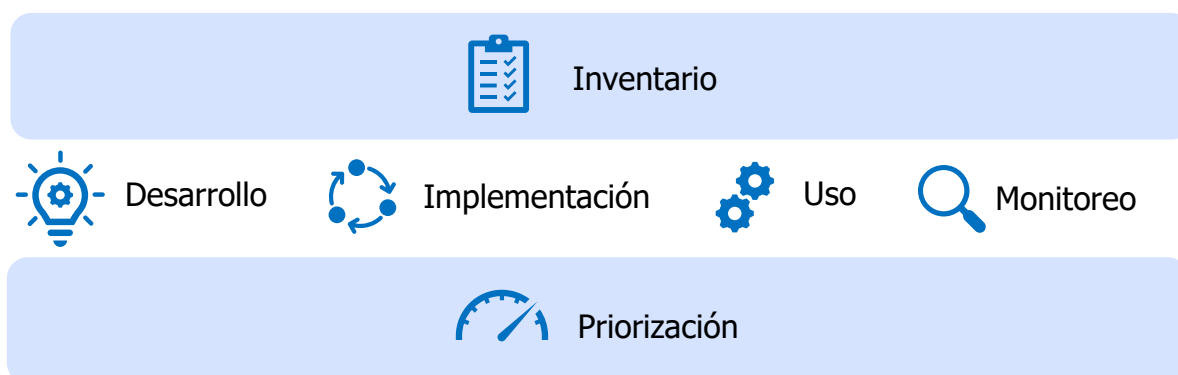 Inventario
Desarrollo
Implementación
Uso
Monitoreo
Priorización